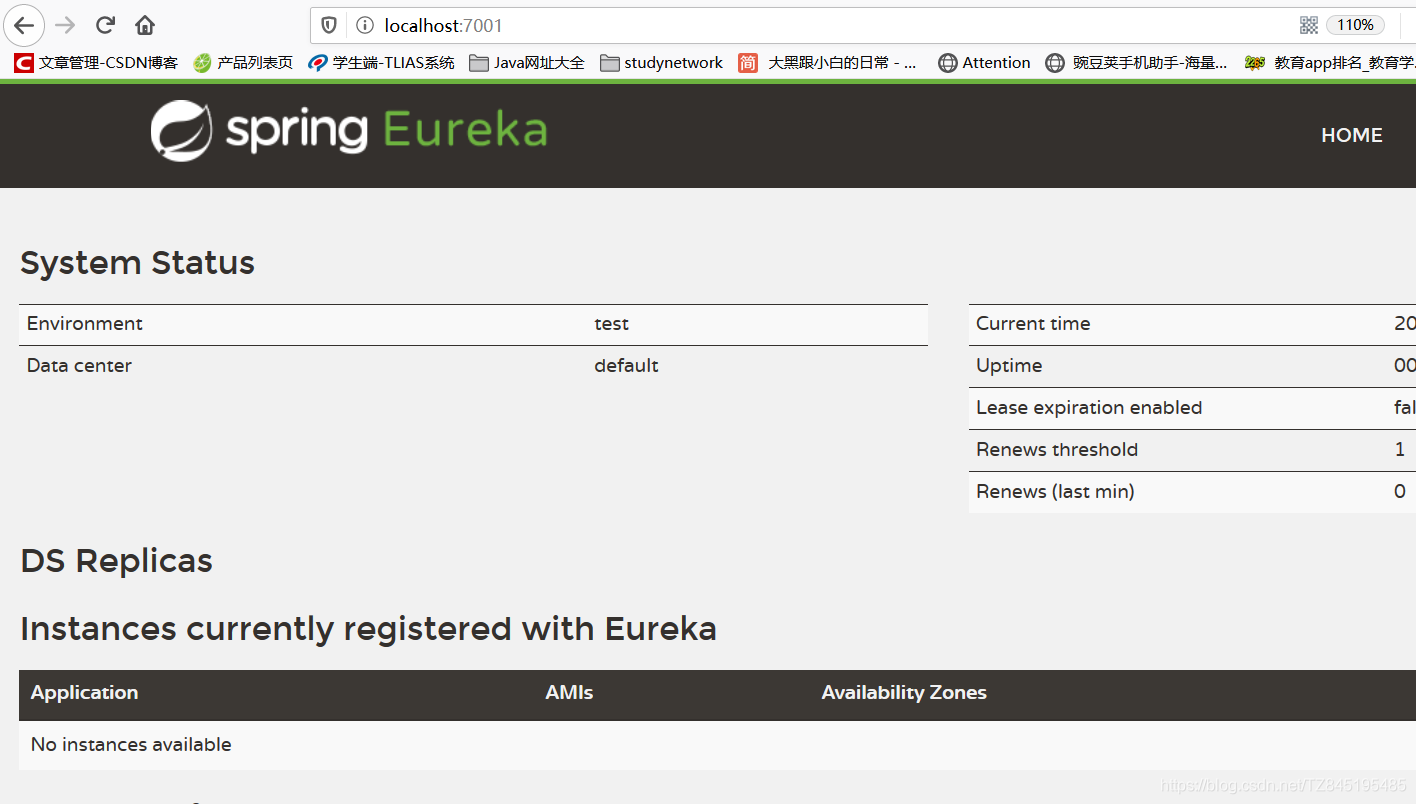 localhost:7001
110%
文章管理-CSDN博客 产品列表页 学生端-TLIAS系统 Java网址大全 studynetwork 简 大黑跟小白的日常 - ... Attention 豌豆荚手机助手-海量... 教育app排名_教育学
spring Eureka
HOME
System Status
Environment test
Data center default
Current time 20
Uptime 00
Lease expiration enabled fal
Renews threshold 1
Renews (last min) 0
DS Replicas
Instances currently registered with Eureka
Application AMIs Availability Zones
No instances available
https://blog.csdn.net/TZ845195485